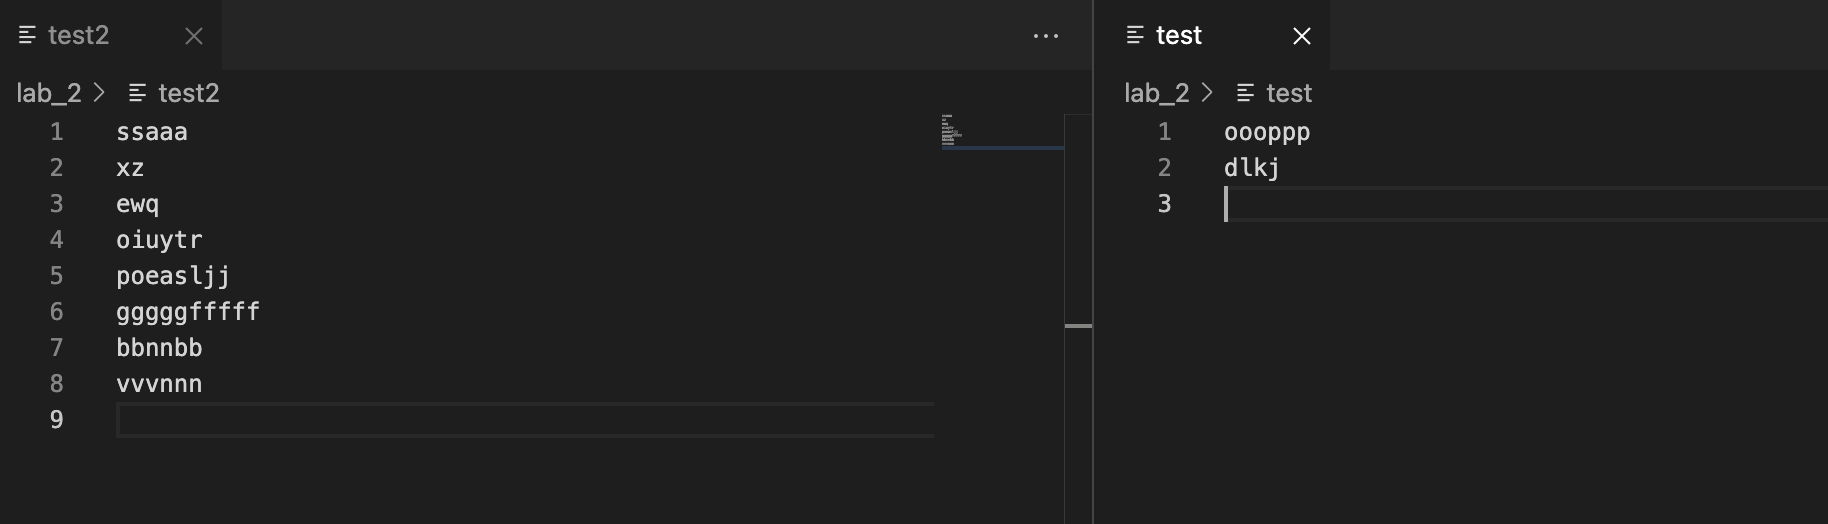 test2
lab_2 > test2
1 ssaaa
2 xz
3 ewq
4 oiuytr
5 poeasljj
6 gggggfffff
7 bbnnbb
8 vvvnnn
9
test
lab_2 > test
1 oooppp
2 dlkj
3